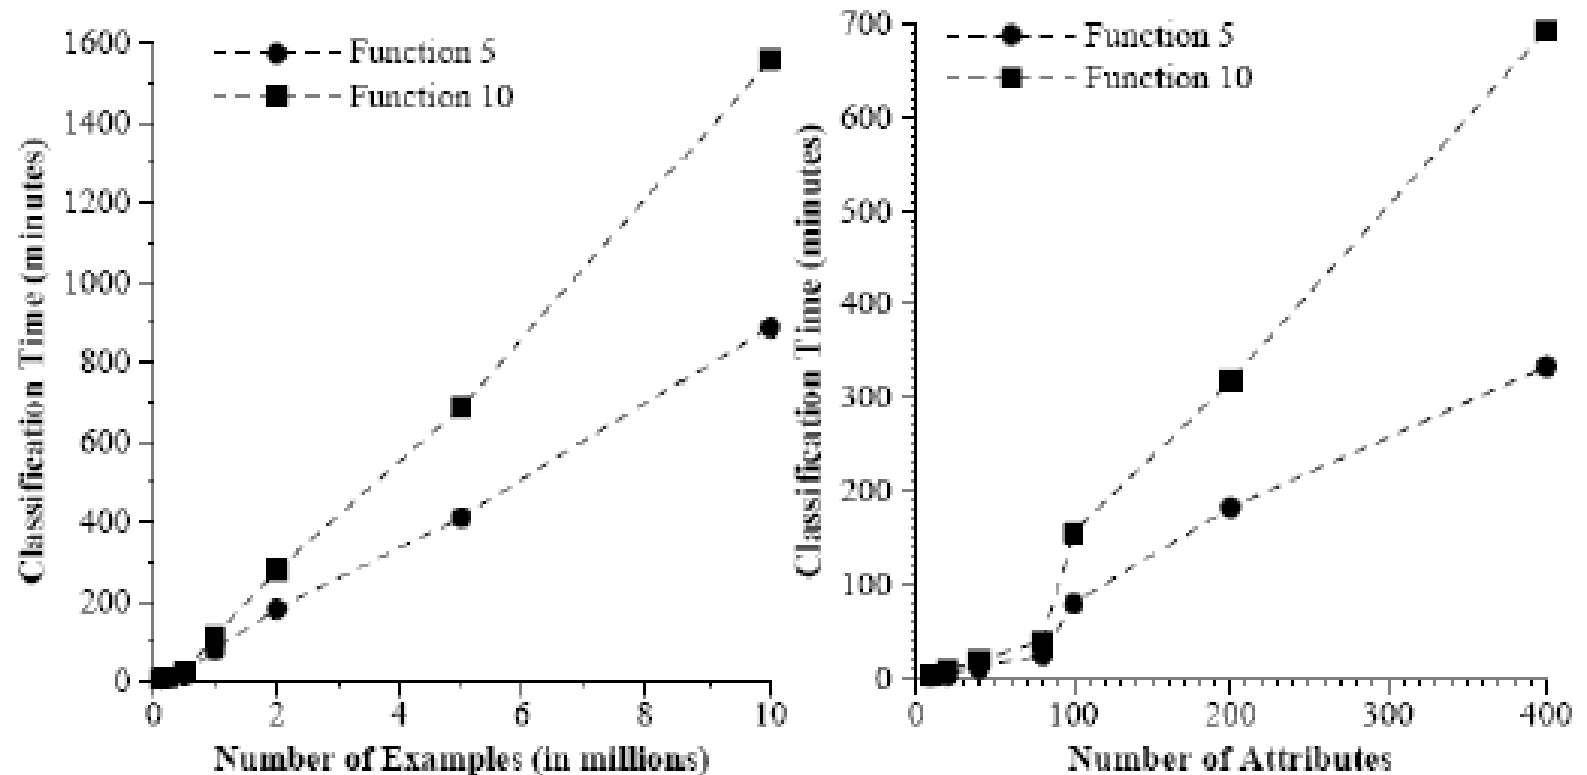 Classification Time (minutes)
1600
1400
1200
1000
800
600
400
200
0
Function 5
Function 10
0 2 4 6 8 10
Number of Examples (in millions)
Classification Time (minutes)
700
600
500
400
300
200
100
0
Function 5
Function 10
0 100 200 300 400
Number of Attributes